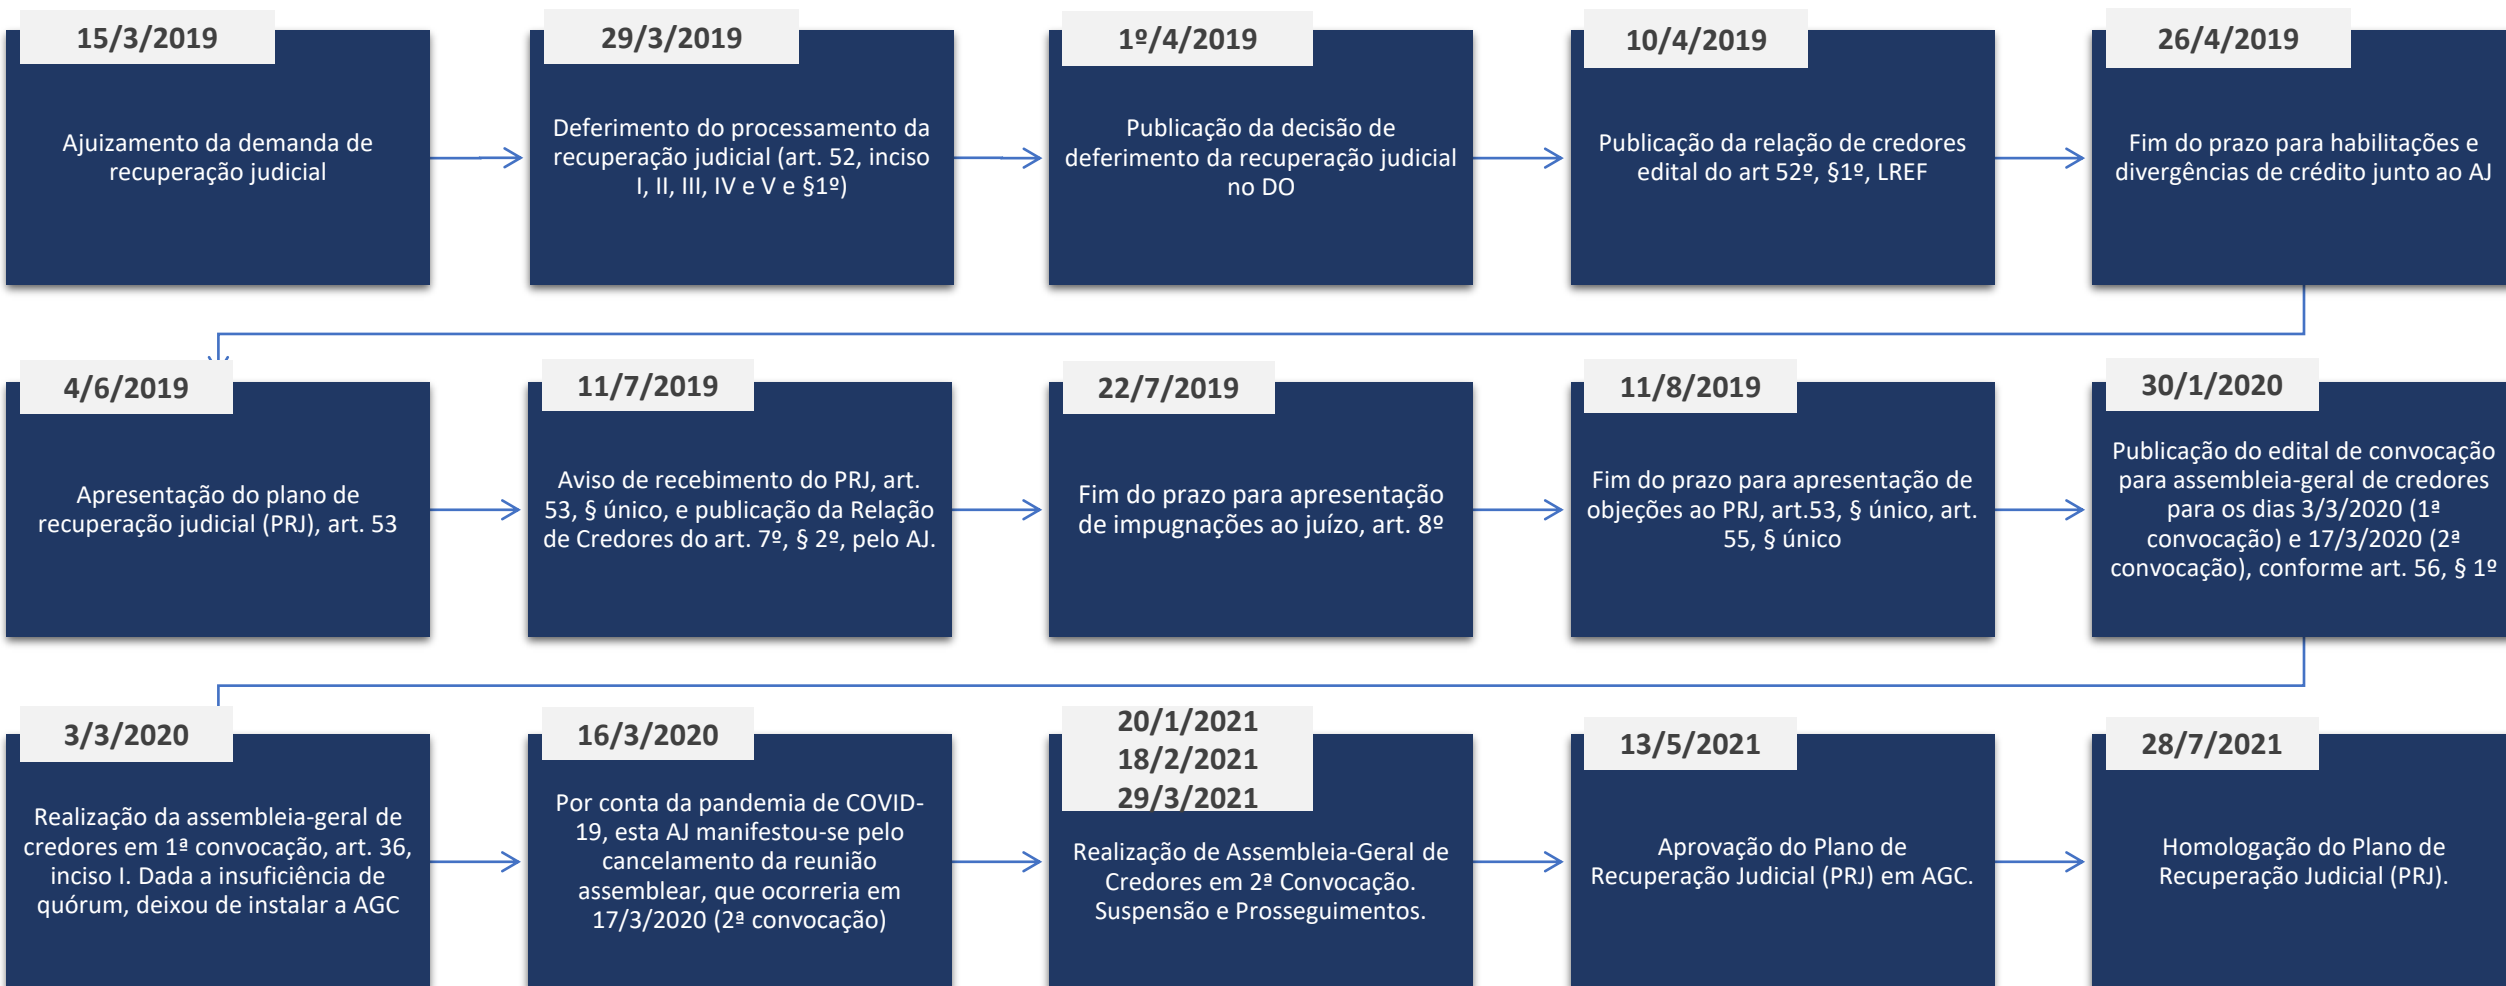 15/3/2019
Ajuizamento da demanda de
recuperação judicial
29/3/2019
Deferimento do processamento da
recuperação judicial (art. 52, inciso
I, II, III, IV e V e §1º)
1º/4/2019
Publicação da decisão de
deferimento da recuperação judicial
no DO
10/4/2019
Publicação da relação de credores
edital do art 52º, §1º, LREF
26/4/2019
Fim do prazo para habilitações e
divergências de crédito junto ao AJ
4/6/2019
Apresentação do plano de
recuperação judicial (PRJ), art. 53
11/7/2019
Aviso de recebimento do PRJ, art.
53, § único, e publicação da Relação
de Credores do art. 7º, § 2º, pelo AJ.
22/7/2019
Fim do prazo para apresentação
de impugnações ao juízo, art. 8º
11/8/2019
Fim do prazo para apresentação de
objeções ao PRJ, art.53, § único, art.
55, § único
30/1/2020
Publicação do edital de convocação
para assembleia-geral de credores
para os dias 3/3/2020 (1ª
convocação) e 17/3/2020 (2ª
convocação), conforme art. 56, § 1º
3/3/2020
Realização da assembleia-geral de
credores em 1ª convocação, art. 36,
inciso I. Dada a insuficiência de
quórum, deixou de instalar a AGC
16/3/2020
Por conta da pandemia de COVID-
19, esta AJ manifestou-se pelo
cancelamento da reunião
assemblear, que ocorreria em
17/3/2020 (2ª convocação)
20/1/2021
18/2/2021
29/3/2021
Realização de Assembleia-Geral de
Credores em 2ª Convocação.
Suspensão e Prosseguimentos.
13/5/2021
Aprovação do Plano de
Recuperação Judicial (PRJ) em AGC.
28/7/2021
Homologação do Plano de
Recuperação Judicial (PRJ).